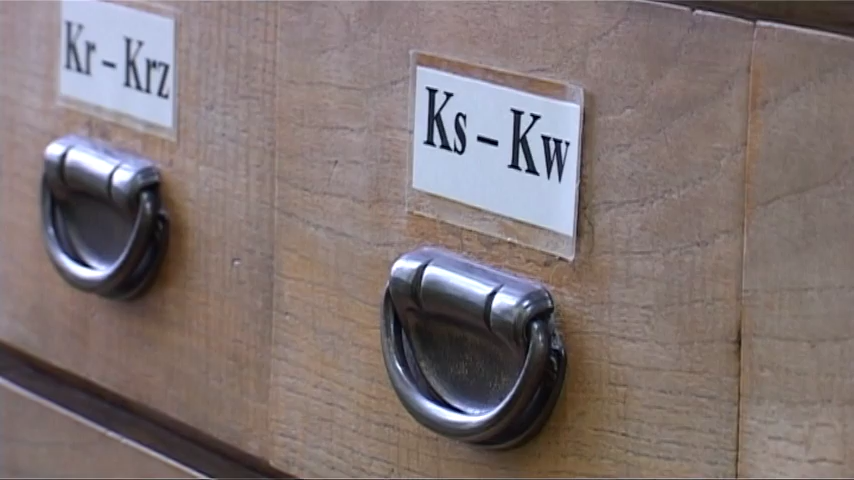 Kr – Krz
Ks – Kw